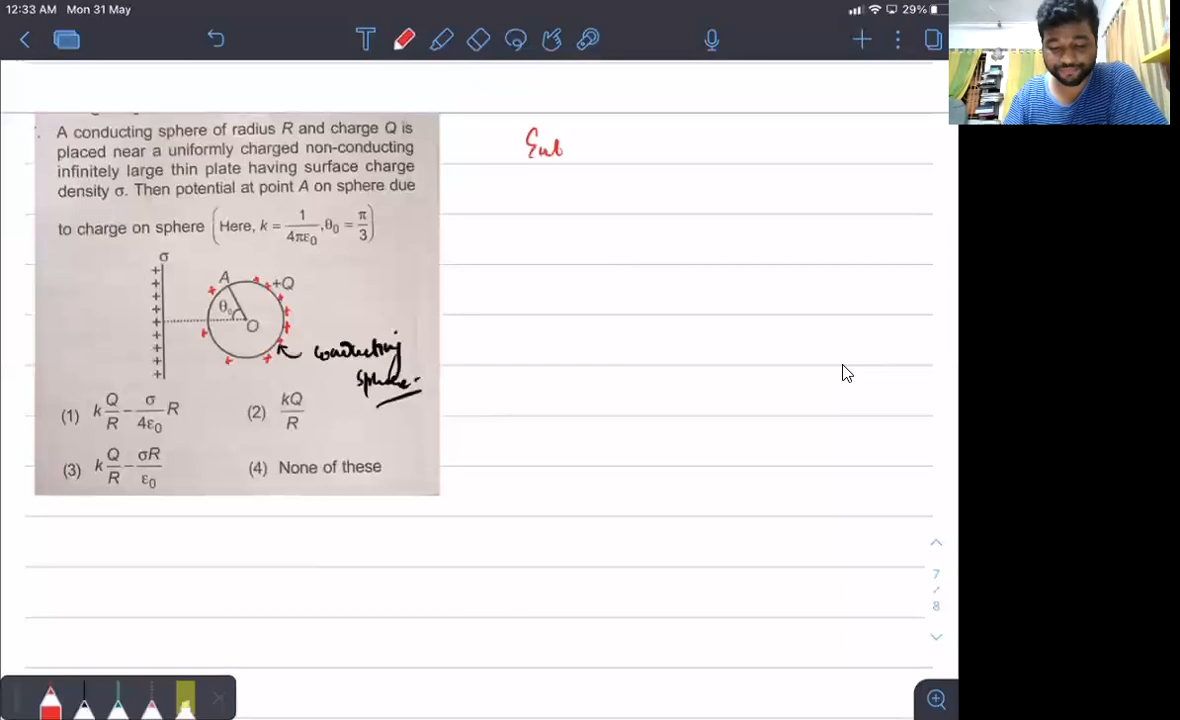 12:33 AM Mon 31 May
29%
A conducting sphere of radius R and charge Q is
placed near a uniformly charged non-conducting
infinitely large thin plate having surface charge
density σ. Then potential at point A on sphere due
to charge on sphere (Here, k = 1/4πε₀, θ₀ = π/3)
σ
A
+Q
θ₀
O
conducting
sphere.
(1) k Q/R − σ/4ε₀ R
(2) kQ/R
(3) k Q/R − σR/ε₀
(4) None of these
7
8